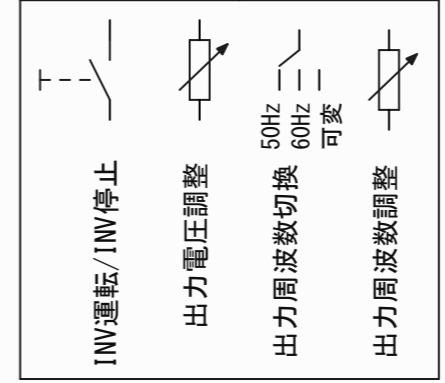 INV運転/INV停止
出力電圧調整
出力周波数切換
50Hz
60Hz
可変
出力周波数調整